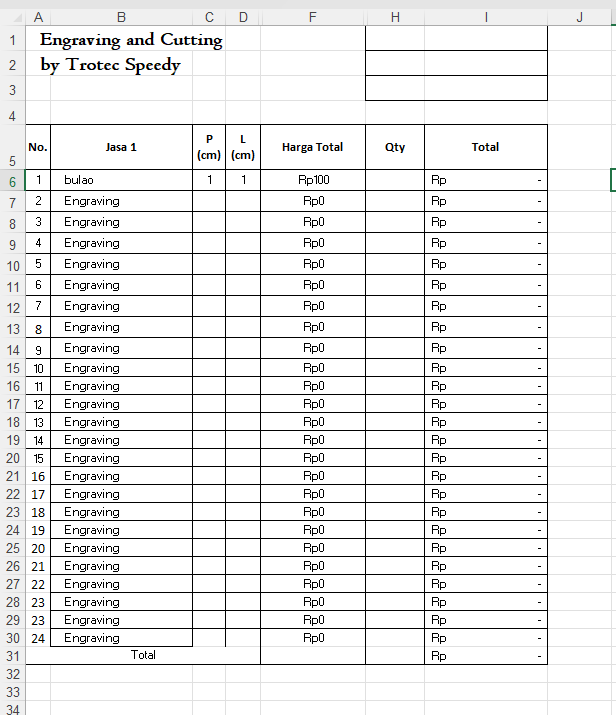 A B C D F H I J
1 Engraving and Cutting
2 by Trotec Speedy
3
4
5 No. Jasa 1 P (cm) L (cm) Harga Total Qty Total
6 1 bulao 1 1 Rp100 Rp -
7 2 Engraving Rp0 Rp -
8 3 Engraving Rp0 Rp -
9 4 Engraving Rp0 Rp -
10 5 Engraving Rp0 Rp -
11 6 Engraving Rp0 Rp -
12 7 Engraving Rp0 Rp -
13 8 Engraving Rp0 Rp -
14 9 Engraving Rp0 Rp -
15 10 Engraving Rp0 Rp -
16 11 Engraving Rp0 Rp -
17 12 Engraving Rp0 Rp -
18 13 Engraving Rp0 Rp -
19 14 Engraving Rp0 Rp -
20 15 Engraving Rp0 Rp -
21 16 Engraving Rp0 Rp -
22 17 Engraving Rp0 Rp -
23 18 Engraving Rp0 Rp -
24 19 Engraving Rp0 Rp -
25 20 Engraving Rp0 Rp -
26 21 Engraving Rp0 Rp -
27 22 Engraving Rp0 Rp -
28 23 Engraving Rp0 Rp -
29 23 Engraving Rp0 Rp -
30 24 Engraving Rp0 Rp -
31 Total Rp -
32
33
34